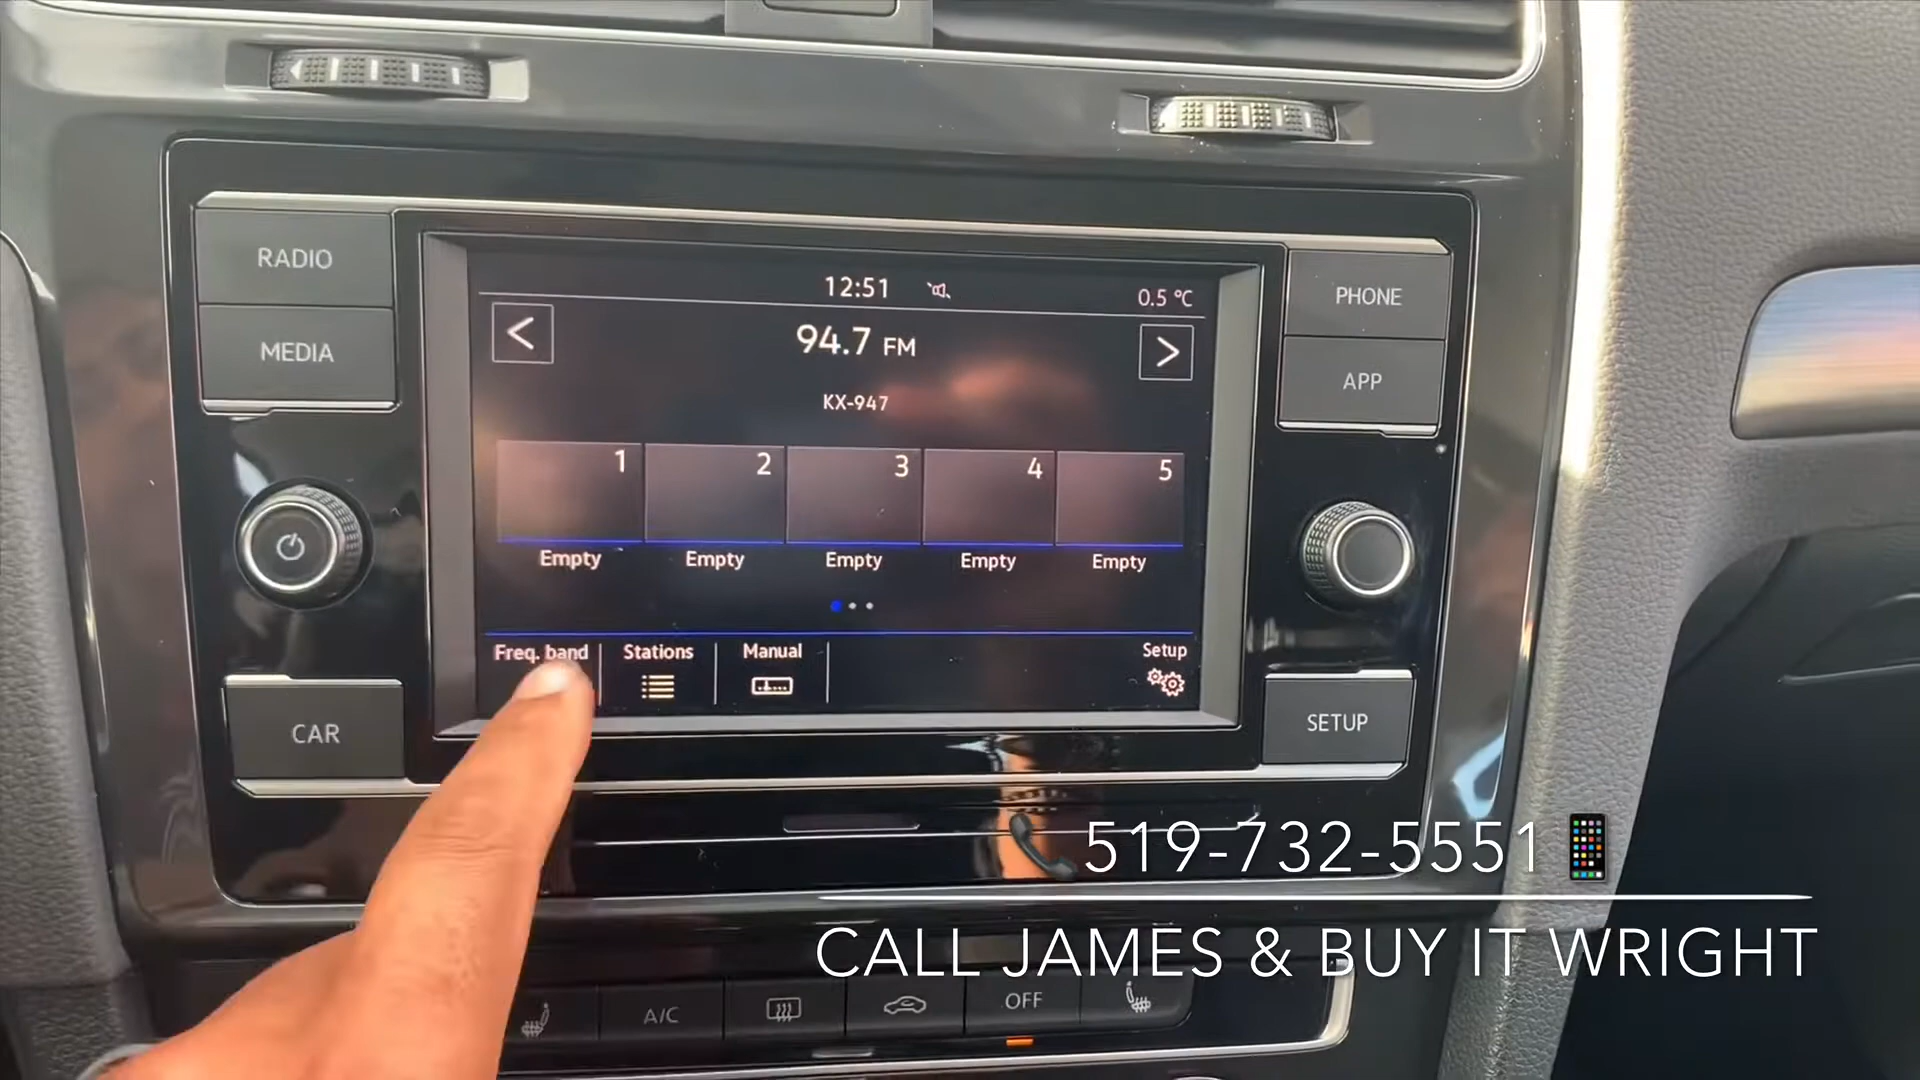 RADIO
MEDIA
CAR
12:51
0.5 °C
<
94.7 FM
>
KX-947
1 2 3 4 5
Empty Empty Empty Empty Empty
Freq. band Stations Manual Setup
PHONE
APP
SETUP
519-732-5551
CALL JAMES & BUY IT WRIGHT
A/C OFF